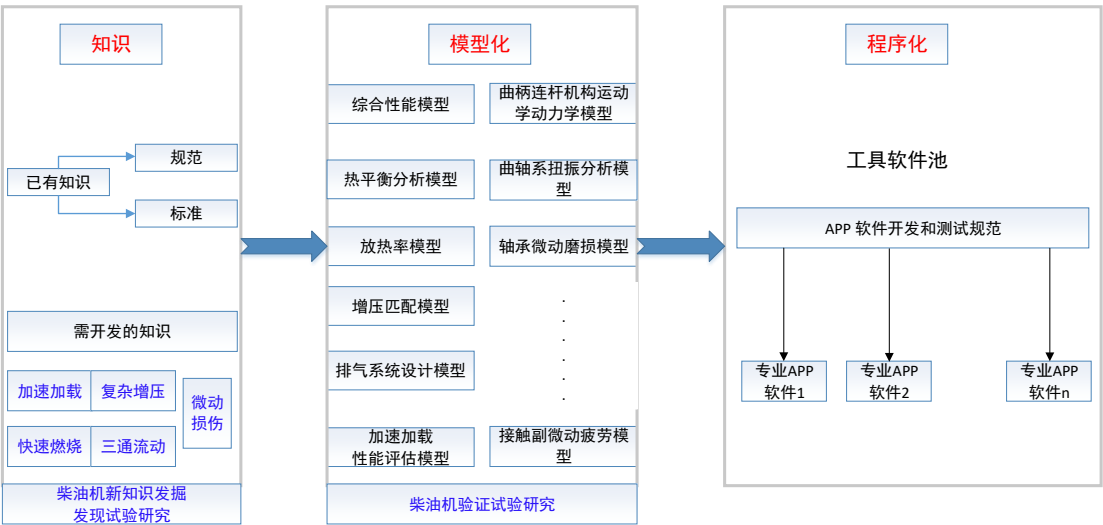 知识
已有知识
规范
标准
需开发的知识
加速加载
复杂增压
微动
损伤
快速燃烧
三通流动
柴油机新知识发掘
发现试验研究
模型化
综合性能模型
曲柄连杆机构运动
学动力学模型
热平衡分析模型
曲轴系扭振分析模
型
放热率模型
轴承微动磨损模型
增压匹配模型
.
.
.
.
.
.
排气系统设计模型
加速加载
性能评估模型
接触副微动疲劳模
型
柴油机验证试验研究
程序化
工具软件池
APP 软件开发和测试规范
专业APP
软件1
专业APP
软件2
专业APP
软件n